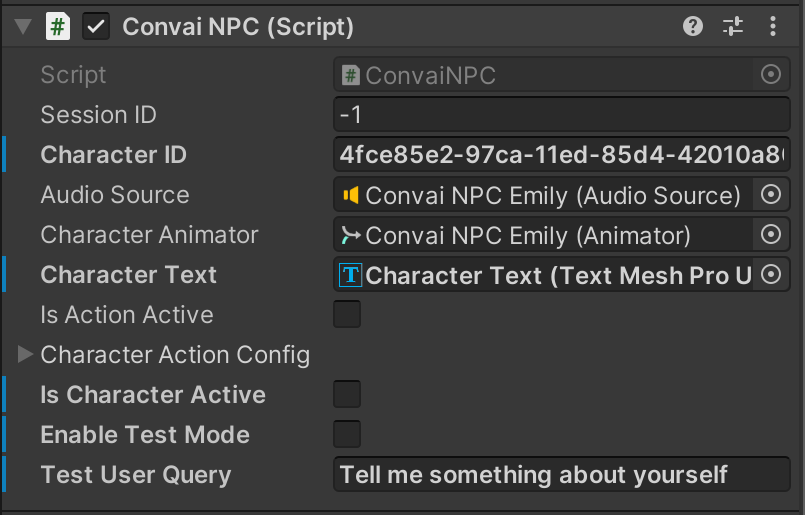 Convai NPC (Script)
Script ConvaiNPC
Session ID -1
Character ID 4fce85e2-97ca-11ed-85d4-42010a8
Audio Source Convai NPC Emily (Audio Source)
Character Animator Convai NPC Emily (Animator)
Character Text Character Text (Text Mesh Pro U
Is Action Active
Character Action Config
Is Character Active
Enable Test Mode
Test User Query Tell me something about yourself